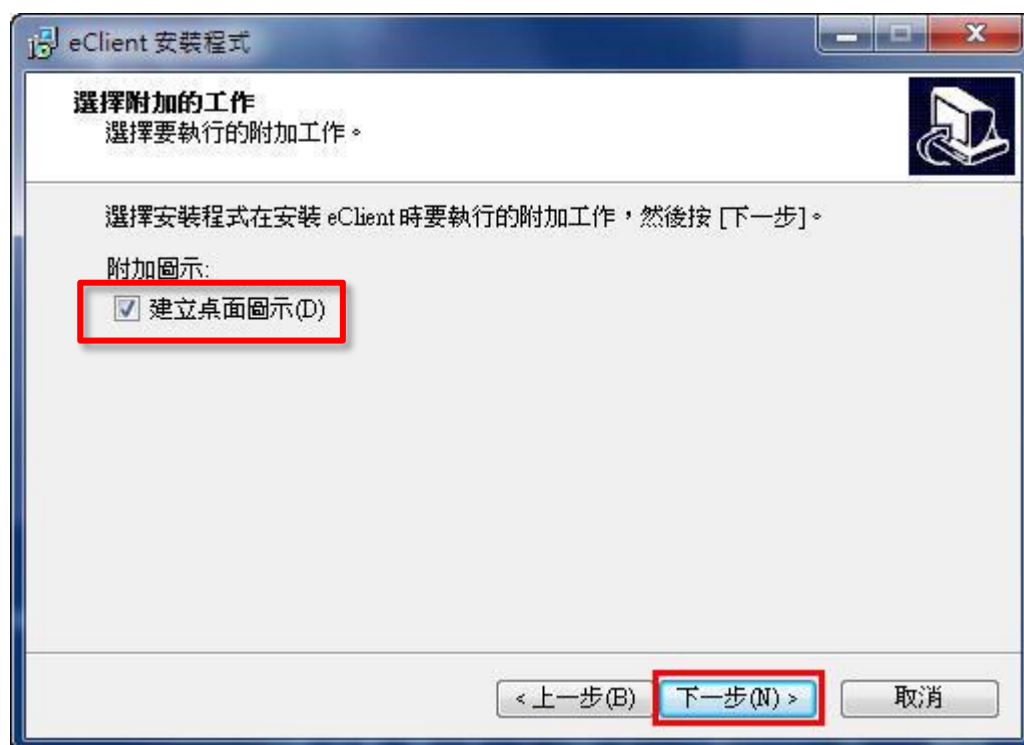 eClient 安裝程式
選擇附加的工作
選擇要執行的附加工作。
選擇安裝程式在安裝 eClient 時要執行的附加工作，然後按 [下一步]。
附加圖示:
建立桌面圖示(D)
< 上一步(B) 下一步(N) > 取消